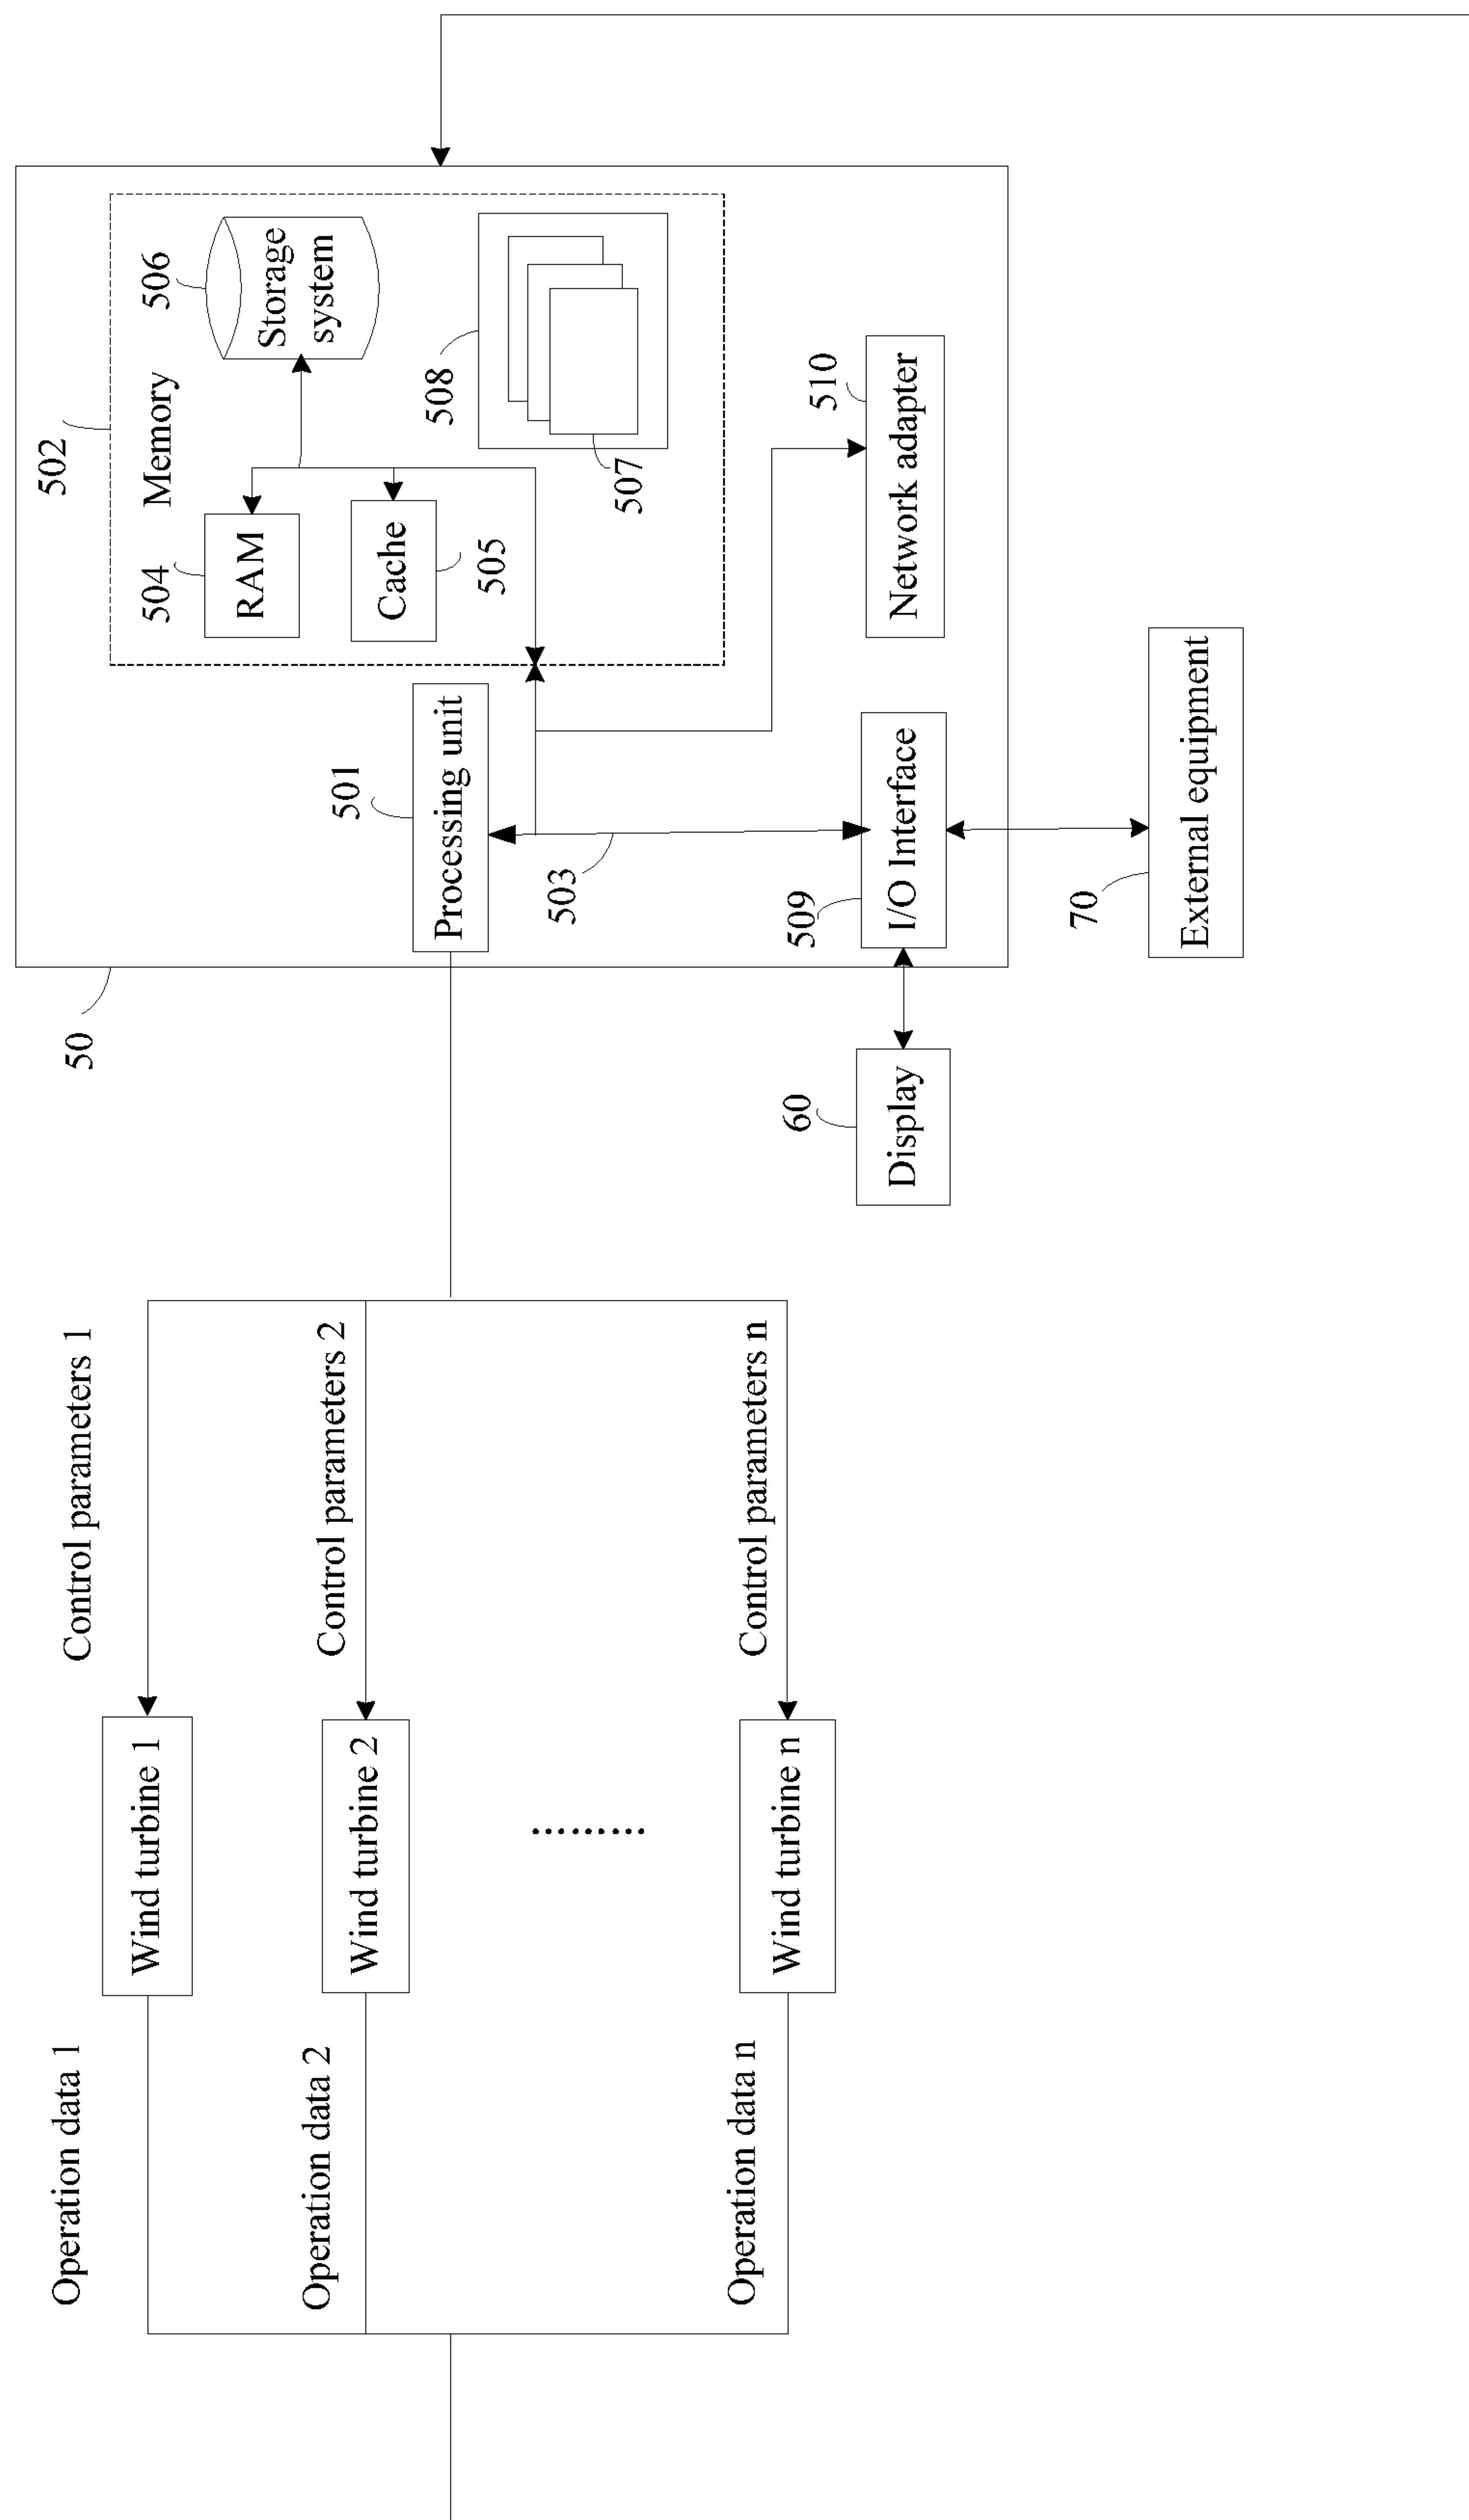 Operation data 1
Wind turbine 1
Control parameters 1
50
502
Memory
504
RAM
506
Storage
system
Operation data 2
Wind turbine 2
Control parameters 2
501
Processing unit
Cache
505
508
507
503
Operation data n
Wind turbine n
Control parameters n
60
Display
509
I/O Interface
510
Network adapter
70
External equipment